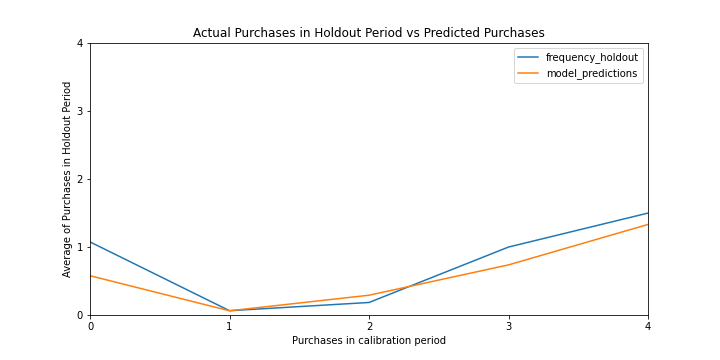 Actual Purchases in Holdout Period vs Predicted Purchases
frequency_holdout
model_predictions
Average of Purchases in Holdout Period
4
3
2
1
0
0 1 2 3 4
Purchases in calibration period